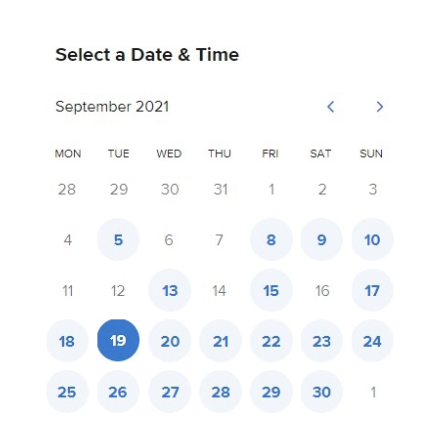 Select a Date & Time
September 2021
MON TUE WED THU FRI SAT SUN
28 29 30 31 1 2 3
4 5 6 7 8 9 10
11 12 13 14 15 16 17
18 19 20 21 22 23 24
25 26 27 28 29 30 1